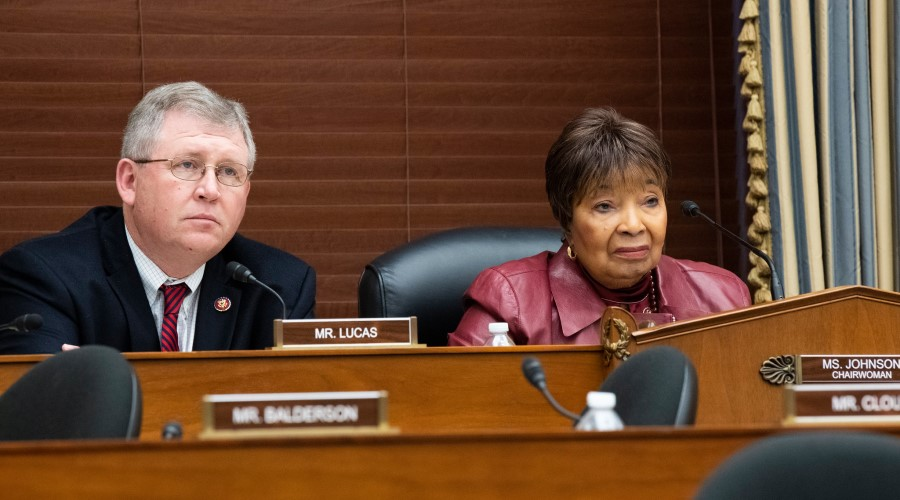 MR. LUCAS
MS. JOHNSON
CHAIRWOMAN
MR. BALDERSON
MR. CLOU